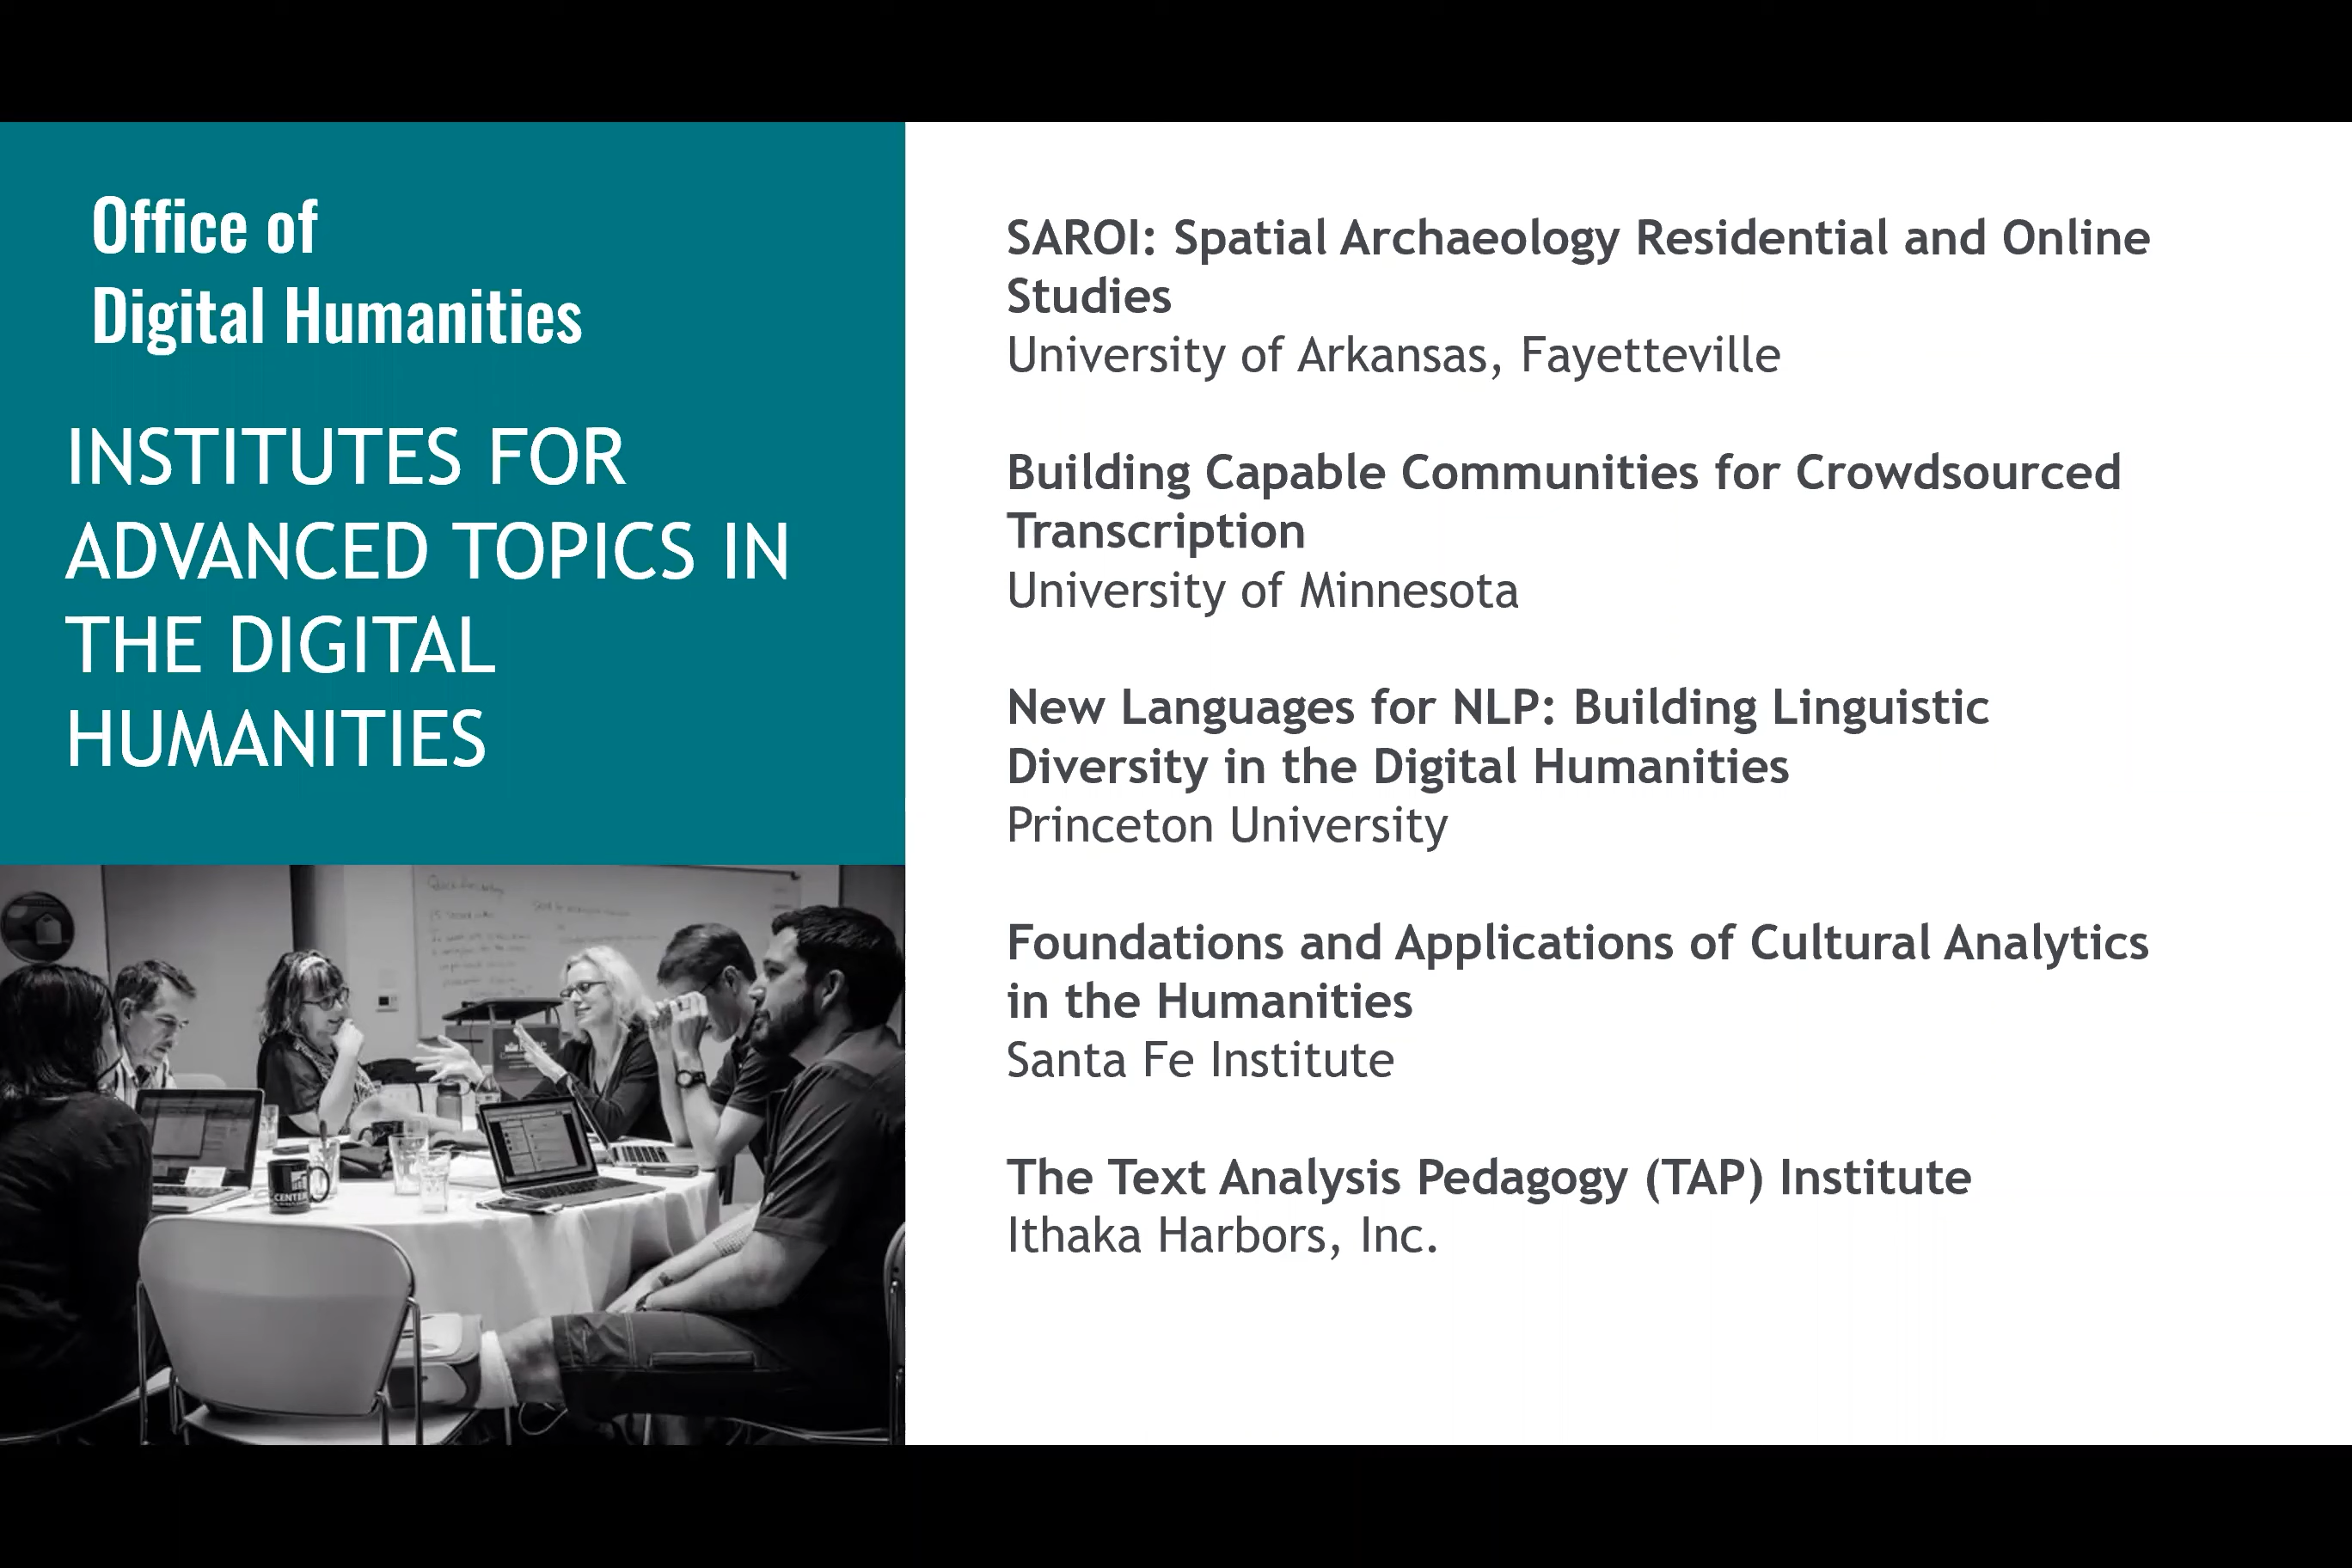 Office of
Digital Humanities
INSTITUTES FOR
ADVANCED TOPICS IN
THE DIGITAL
HUMANITIES
SAROI: Spatial Archaeology Residential and Online
Studies
University of Arkansas, Fayetteville
Building Capable Communities for Crowdsourced
Transcription
University of Minnesota
New Languages for NLP: Building Linguistic
Diversity in the Digital Humanities
Princeton University
Foundations and Applications of Cultural Analytics
in the Humanities
Santa Fe Institute
The Text Analysis Pedagogy (TAP) Institute
Ithaka Harbors, Inc.
CENTER